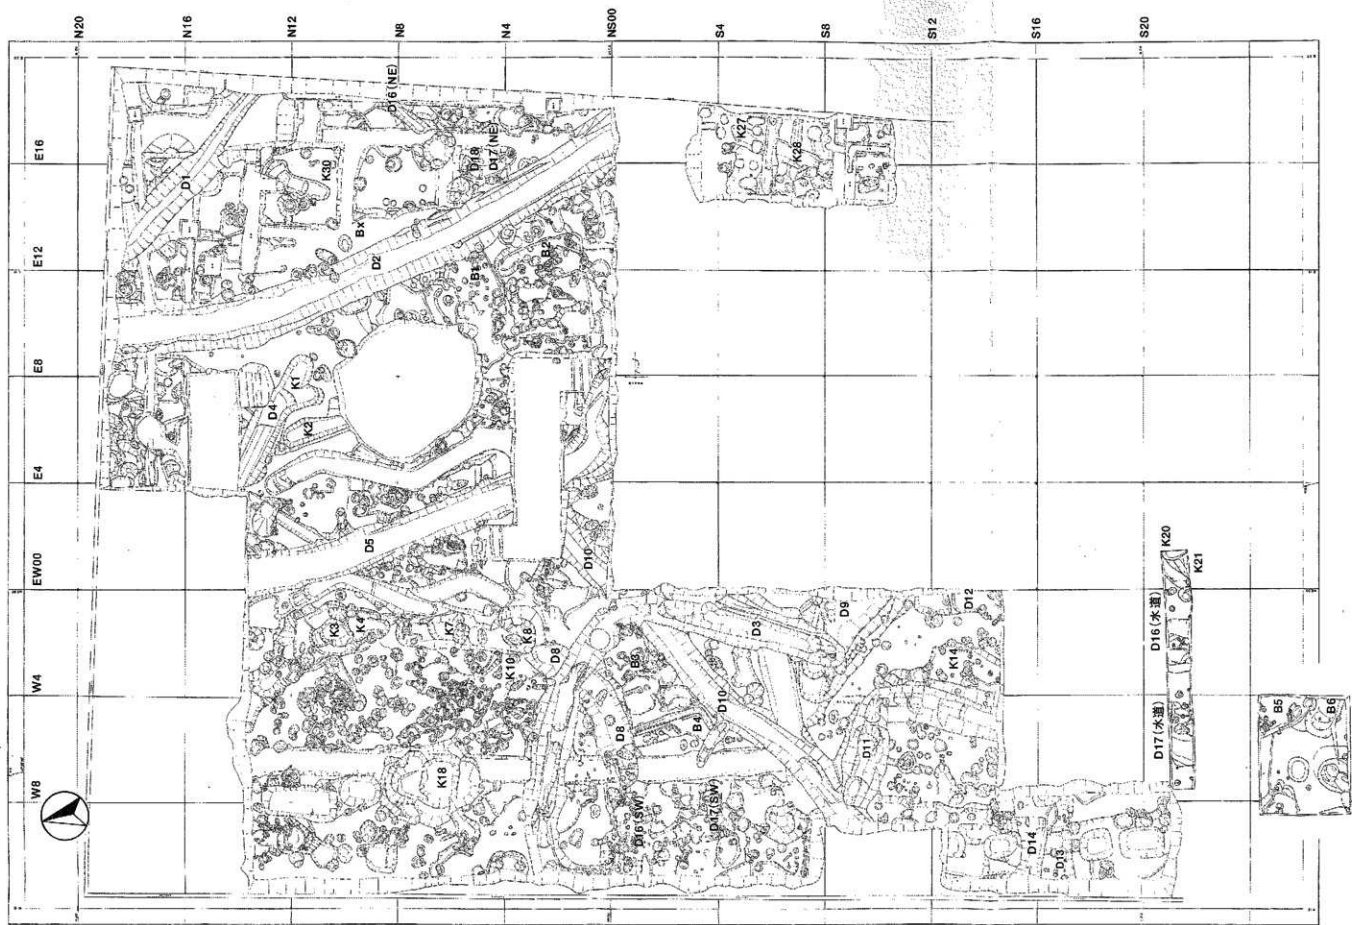 N20
N16
N12
N8
N4
NS00
S4
S8
S12
S16
S20
E16
E12
E8
E4
EW00
W4
W8
D16(NE)
D1
K30
D18
D17(NE)
K27
K28
Bx
D2
B1
B2
K1
D4
K2
D5
D10
K20
K21
D16(水道)
D17(水道)
K3
K4
K7
K8
K10
D8
D3
D9
D12
K14
B3
D10
D8
B4
D11
K18
D16(SW)
D17(SW)
D14
D13
B5
B6